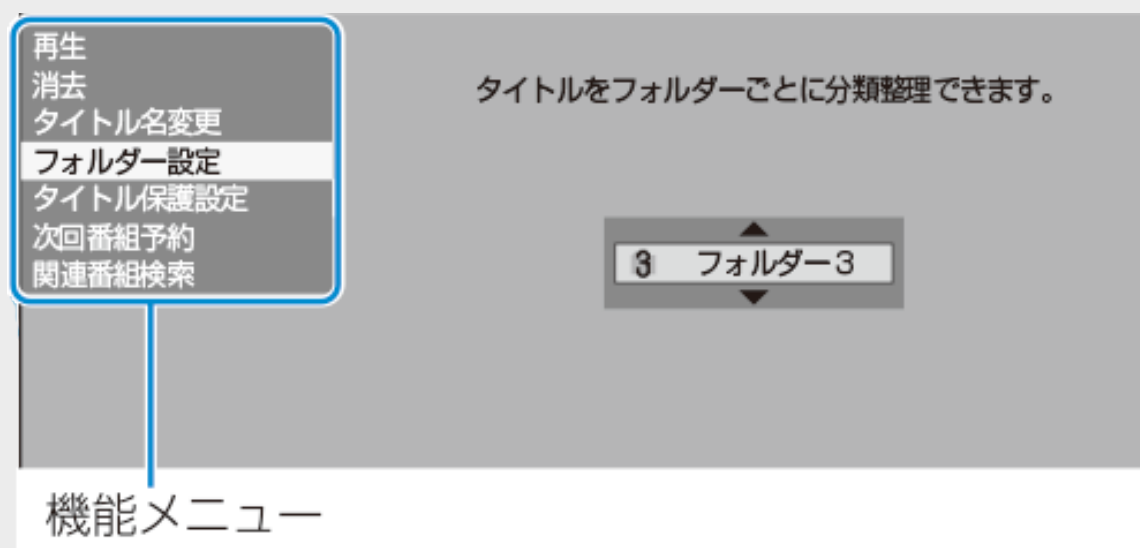 再生
消去
タイトル名変更
フォルダー設定
タイトル保護設定
次回番組予約
関連番組検索
タイトルをフォルダーごとに分類整理できます。
3 フォルダー3
機能メニュー